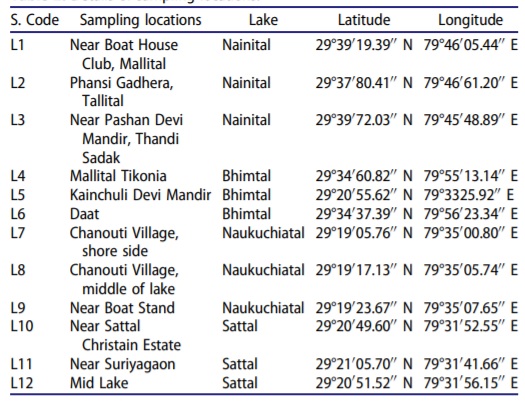 S. Code Sampling locations Lake Latitude Longitude
L1 Near Boat House Nainital 29°39′19.39″ N 79°46′05.44″ E
Club, Mallital
L2 Phansi Gadhera, Nainital 29°37′80.41″ N 79°46′61.20″ E
Tallital
L3 Near Pashan Devi Nainital 29°39′72.03″ N 79°45′48.89″ E
Mandir, Thandi
Sadak
L4 Mallital Tikonia Bhimtal 29°34′60.82″ N 79°55′13.14″ E
L5 Kainchuli Devi Mandir Bhimtal 29°20′55.62″ N 79°3325.92″ E
L6 Daat Bhimtal 29°34′37.39″ N 79°56′23.34″ E
L7 Chanouti Village, Naukuchiatal 29°19′05.76″ N 79°35′00.80″ E
shore side
L8 Chanouti Village, Naukuchiatal 29°19′17.13″ N 79°35′05.74″ E
middle of lake
L9 Near Boat Stand Naukuchiatal 29°19′23.67″ N 79°35′07.65″ E
L10 Near Sattal Sattal 29°20′49.60″ N 79°31′52.55″ E
Christain Estate
L11 Near Suriyagaon Sattal 29°21′05.70″ N 79°31′41.66″ E
L12 Mid Lake Sattal 29°20′51.52″ N 79°31′56.15″ E